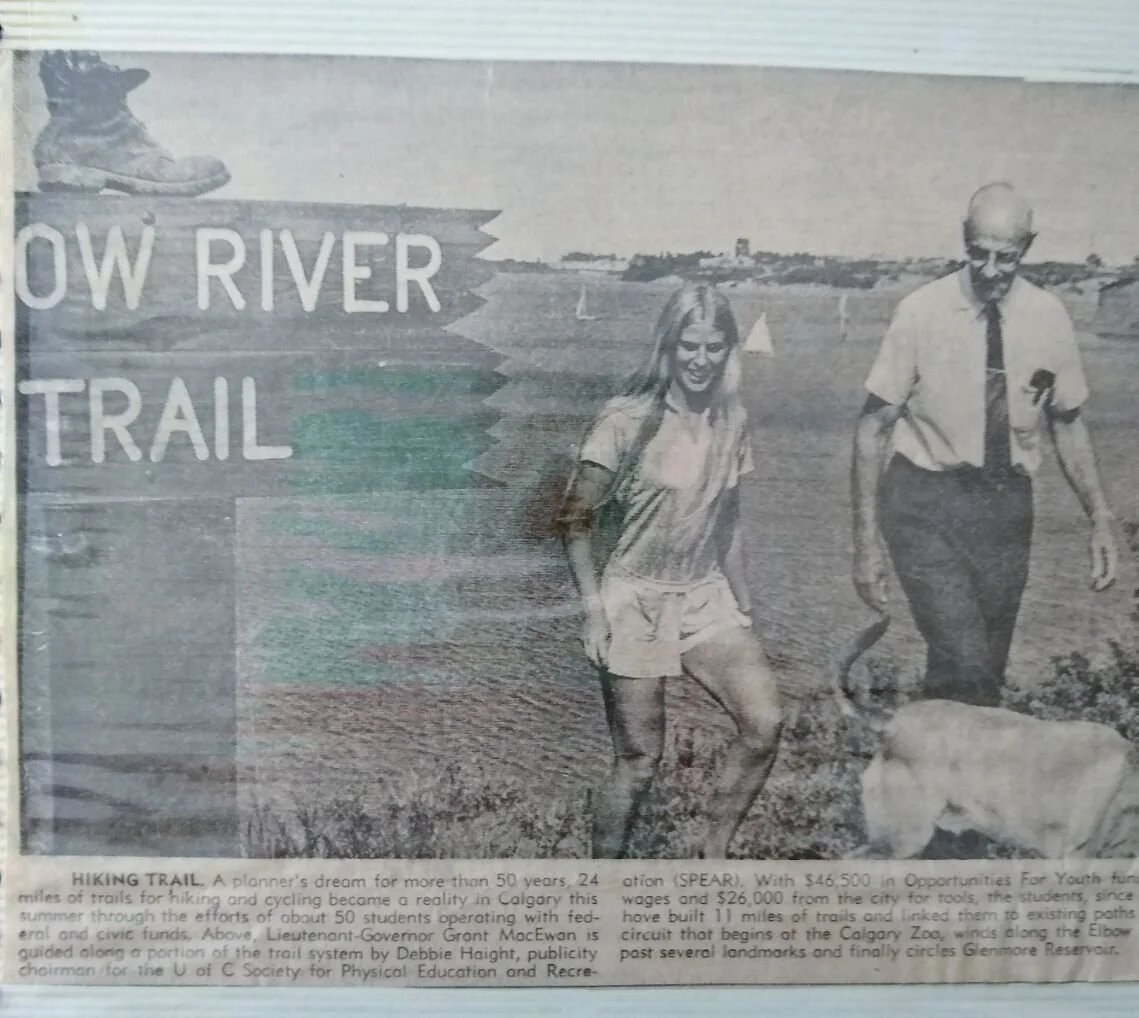 OW RIVER
TRAIL
HIKING TRAIL. A planner's dream for more than 50 years, 24
miles of trails for hiking and cycling became a reality in Calgary this
summer through the efforts of about 50 students operating with fed-
eral and civic funds. Above, Lieutenant-Governor Grant MacEwan is
guided along a portion of the trail system by Debbie Haight, publicity
chairman for the U of C Society for Physical Education and Recre-
ation (SPEAR). With $46,500 in Opportunities For Youth fun
wages and $26,000 from the city for tools, the students, since
have built 11 miles of trails and linked them to existing paths
circuit that begins at the Calgary Zoo, winds along the Elbow
past several landmarks and finally circles Glenmore Reservoir.